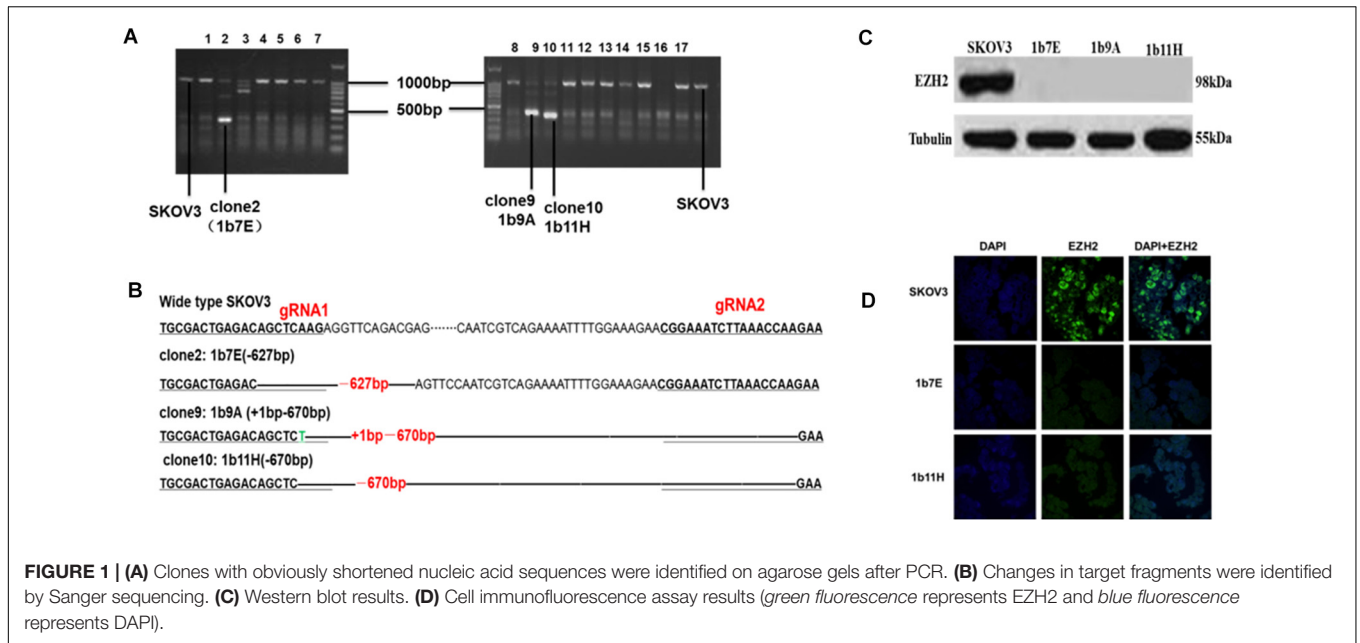 A
1 2 3 4 5 6 7
8 9 10 11 12 13 14 15 16 17
1000bp
500bp
SKOV3
clone2
（1b7E）
clone9
1b9A
clone10
1b11H
SKOV3
B
Wide type SKOV3
gRNA1
gRNA2
TGCGACTGAGACAGCTCAAGAGGTTCAGACGAG·······CAATCGTCAGAAAATTTTGGAAAGAACGGAAATCTTAAACCAAGAA
clone2: 1b7E(-627bp)
TGCGACTGAGAC －627bp AGTTCCAATCGTCAGAAAATTTTGGAAAGAACGGAAATCTTAAACCAAGAA
clone9: 1b9A (+1bp-670bp)
TGCGACTGAGACAGCTCT +1bp－670bp GAA
clone10: 1b11H(-670bp)
TGCGACTGAGACAGCTC －670bp GAA
C
SKOV3 1b7E 1b9A 1b11H
EZH2 98kDa
Tubulin 55kDa
D
DAPI EZH2 DAPI+EZH2
SKOV3
1b7E
1b11H
FIGURE 1 | (A) Clones with obviously shortened nucleic acid sequences were identified on agarose gels after PCR. (B) Changes in target fragments were identified
by Sanger sequencing. (C) Western blot results. (D) Cell immunofluorescence assay results (green fluorescence represents EZH2 and blue fluorescence
represents DAPI).